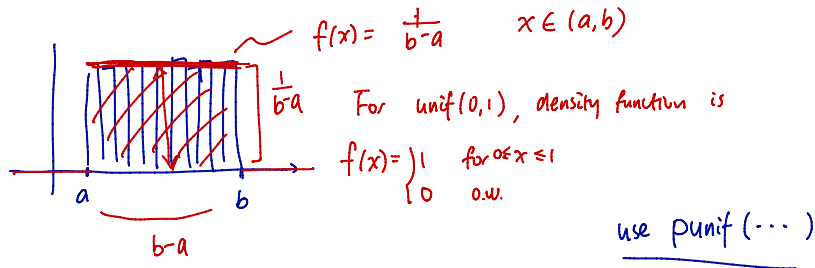 f(x) = 1/(b-a)    x ∈ (a,b)
1/(b-a)
For unif(0,1), density function is
f(x) = { 1   for 0≤x≤1
0   o.w.
a   b
b-a
use punif(···)